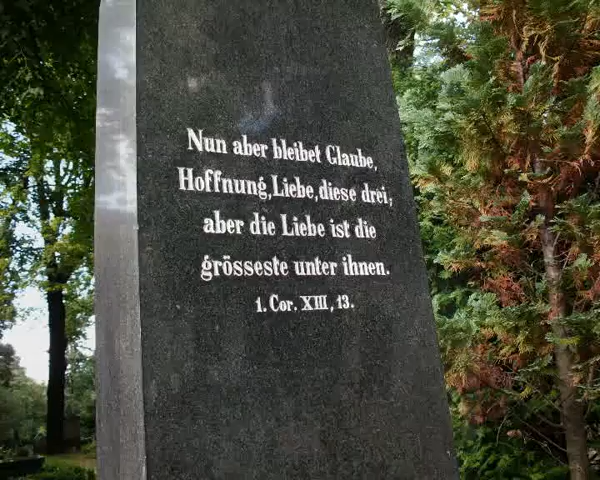 Nun aber bleibet Glaube,
Hoffnung, Liebe, diese drei,
aber die Liebe ist die
grösseste unter ihnen.
1. Cor. XIII, 13.